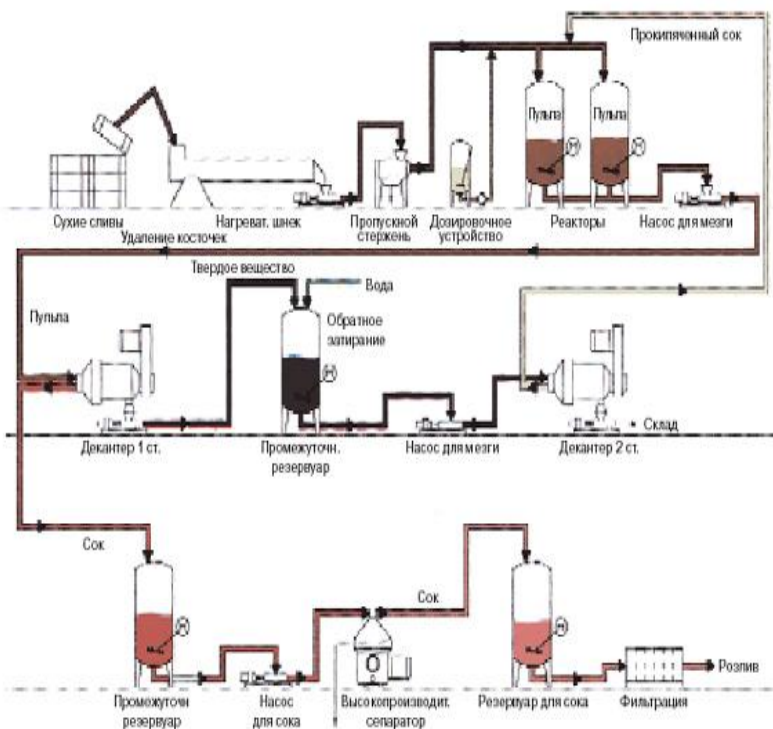 Прокипяченный сок
Пульпа
Пульпа
Сухие сливы
Нагреват. шнек
Пропускной
стержень
Дозировочное
устройство
Реакторы
Насос для мезги
Удаление косточек
Твердое вещество
Вода
Пульпа
Обратное
затирание
Склад
Декантер 1 ст.
Промежуточн.
резервуар
Насос для мезги
Декантер 2 ст.
Сок
Сок
Розлив
Промежуточн
резервуар
Насос
для сока
Высокопроизводит.
сепаратор
Резервуар для сока
Фильтрация